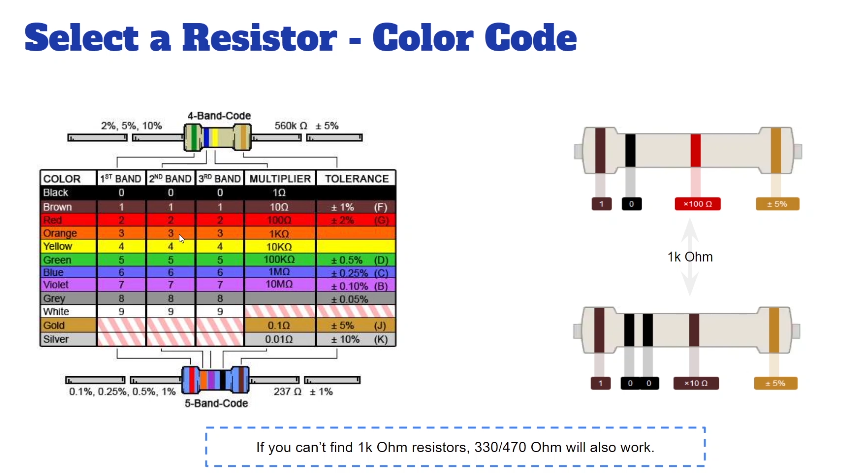 Select a Resistor - Color Code
4-Band-Code
2%, 5%, 10%
560k Ω ± 5%
COLOR 1ST BAND 2ND BAND 3RD BAND MULTIPLIER TOLERANCE
Black 0 0 0 1Ω
Brown 1 1 1 10Ω ± 1% (F)
Red 2 2 2 100Ω ± 2% (G)
Orange 3 3 3 1KΩ
Yellow 4 4 4 10KΩ
Green 5 5 5 100KΩ ± 0.5% (D)
Blue 6 6 6 1MΩ ± 0.25% (C)
Violet 7 7 7 10MΩ ± 0.10% (B)
Grey 8 8 8 ± 0.05%
White 9 9 9
Gold 0.1Ω ± 5% (J)
Silver 0.01Ω ± 10% (K)
0.1%, 0.25%, 0.5%, 1%
237 Ω ± 1%
5-Band-Code
1 0 ×100 Ω ± 5%
1k Ohm
1 0 0 ×10 Ω ± 5%
If you can't find 1k Ohm resistors, 330/470 Ohm will also work.